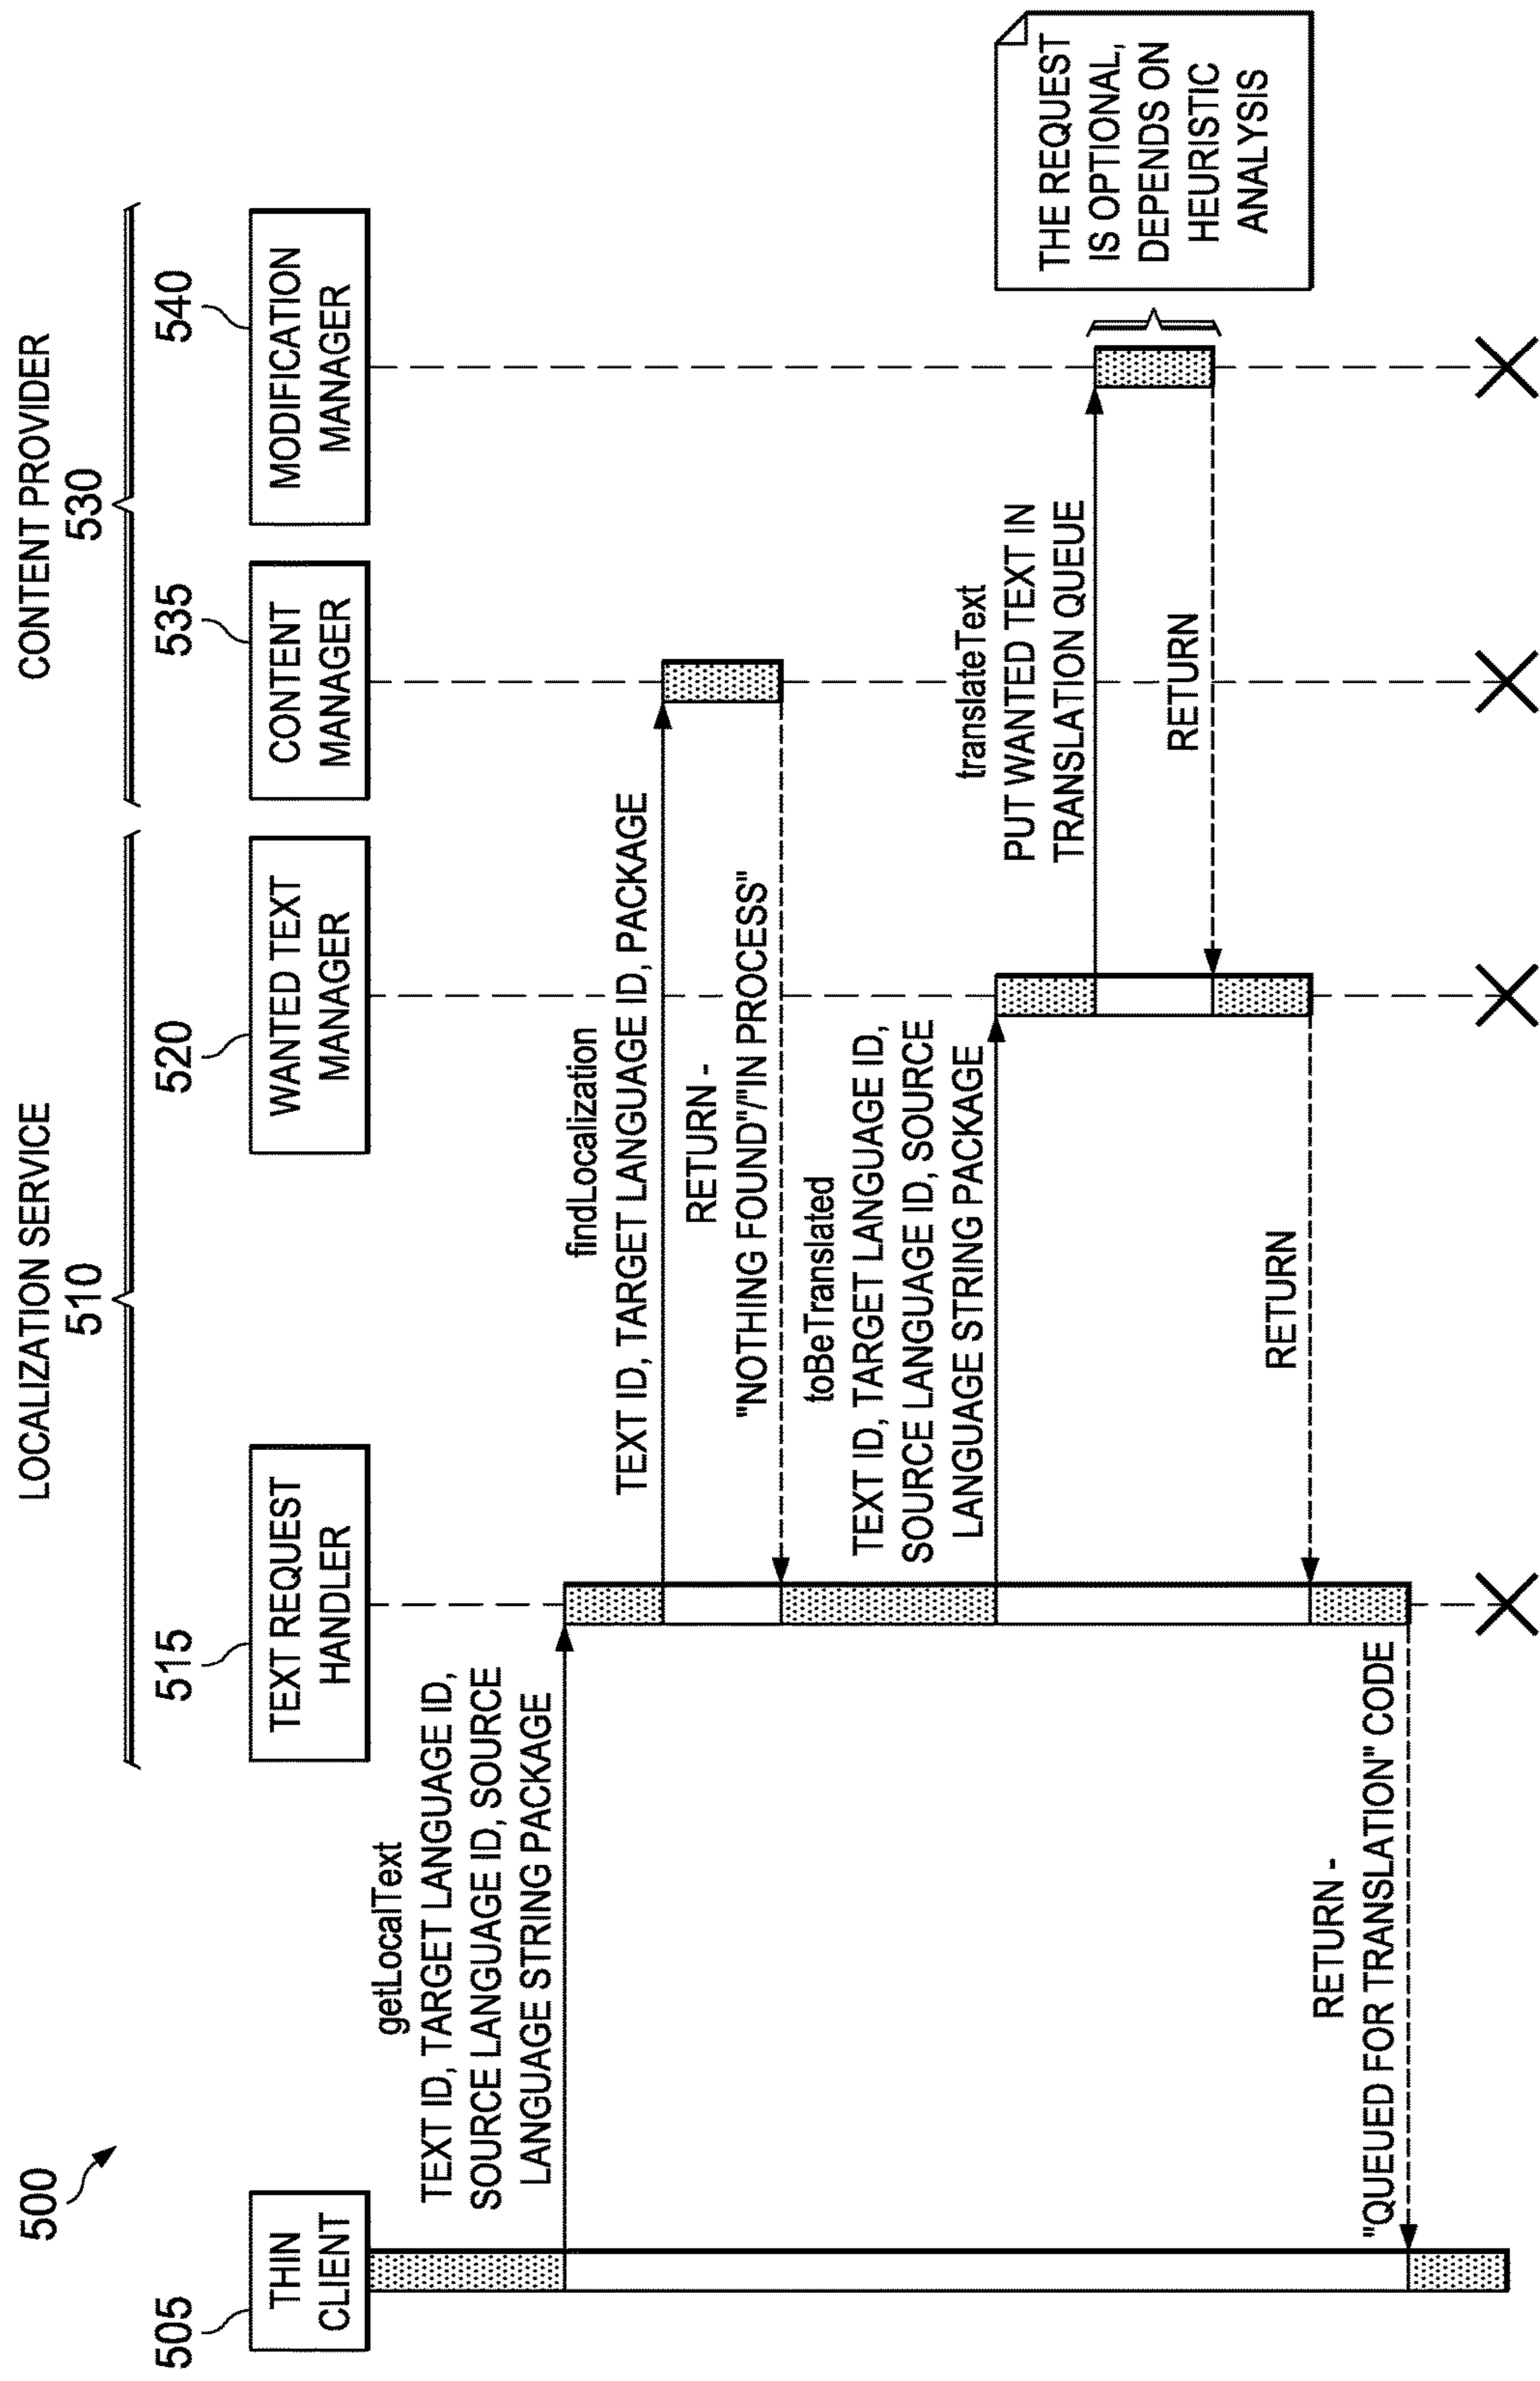 500
LOCALIZATION SERVICE
510
CONTENT PROVIDER
530
505
THIN
CLIENT
515
TEXT REQUEST
HANDLER
520
WANTED TEXT
MANAGER
535
CONTENT
MANAGER
540
MODIFICATION
MANAGER
getLocalText
TEXT ID, TARGET LANGUAGE ID,
SOURCE LANGUAGE ID, SOURCE
LANGUAGE STRING PACKAGE
findLocalization
TEXT ID, TARGET LANGUAGE ID, PACKAGE
RETURN -
"NOTHING FOUND"/"IN PROCESS"
toBeTranslated
TEXT ID, TARGET LANGUAGE ID,
SOURCE LANGUAGE ID, SOURCE
LANGUAGE STRING PACKAGE
translateText
PUT WANTED TEXT IN
TRANSLATION QUEUE
RETURN
THE REQUEST
IS OPTIONAL,
DEPENDS ON
HEURISTIC
ANALYSIS
RETURN
RETURN -
"QUEUED FOR TRANSLATION" CODE